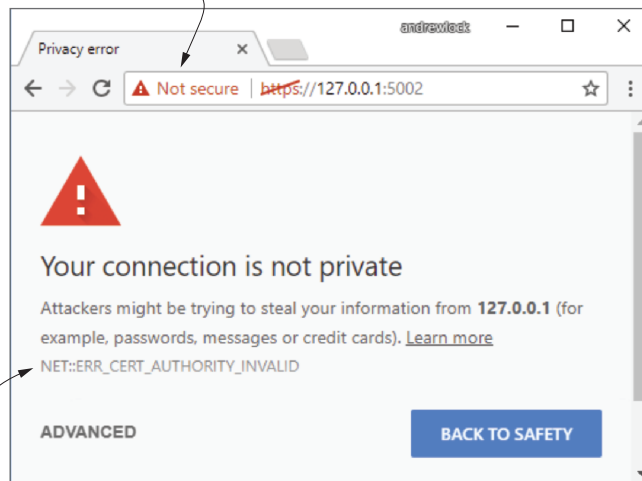 andrewlock
Privacy error
Not secure | https://127.0.0.1:5002
Your connection is not private
Attackers might be trying to steal your information from 127.0.0.1 (for
example, passwords, messages or credit cards). Learn more
NET::ERR_CERT_AUTHORITY_INVALID
ADVANCED
BACK TO SAFETY